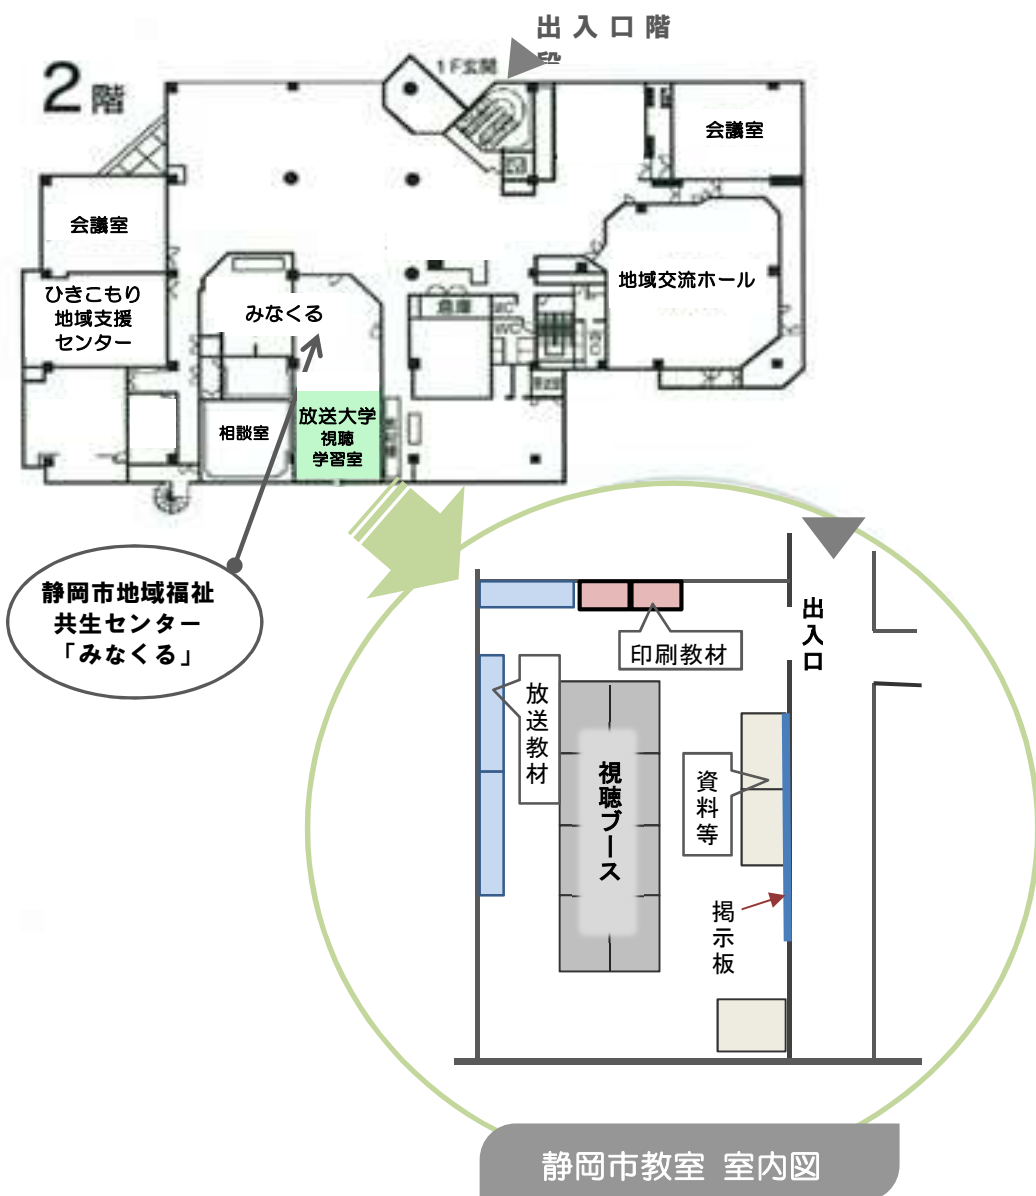 出入口階
段
2階
1F玄関
会議室
会議室
地域交流ホール
ひきこもり
地域支援
センター
みなくる
倉庫
WC
WC
放送大学
視聴
学習室
相談室
静岡市地域福祉
共生センター
「みなくる」
出入口
印刷教材
放送教材
視聴ブース
資料等
掲示板
静岡市教室 室内図